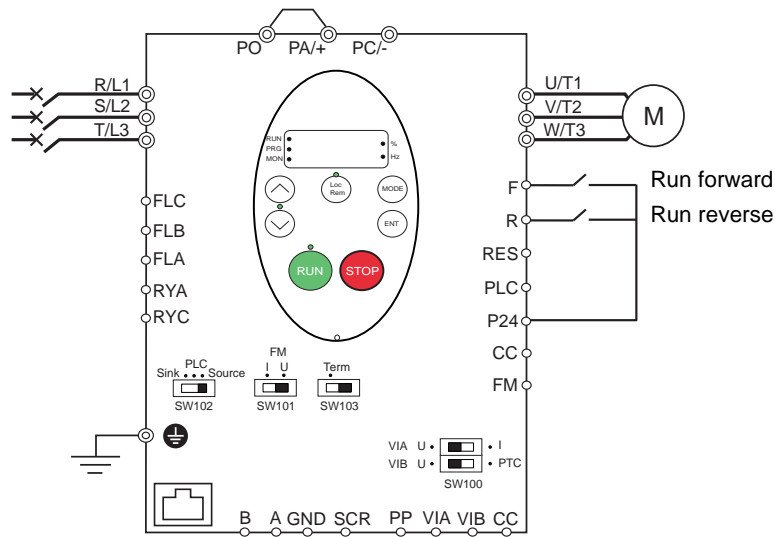 PO PA/+ PC/-
R/L1
S/L2
T/L3
U/T1
V/T2
W/T3
M
RUN
PRG
MON
%
Hz
Loc
Rem
MODE
ENT
RUN
STOP
FLC
FLB
FLA
RYA
RYC
F
Run forward
R
Run reverse
RES
PLC
P24
CC
FM
PLC
Sink Source
SW102
FM
I U
SW101
Term
SW103
VIA U I
VIB U PTC
SW100
B A GND SCR PP VIA VIB CC